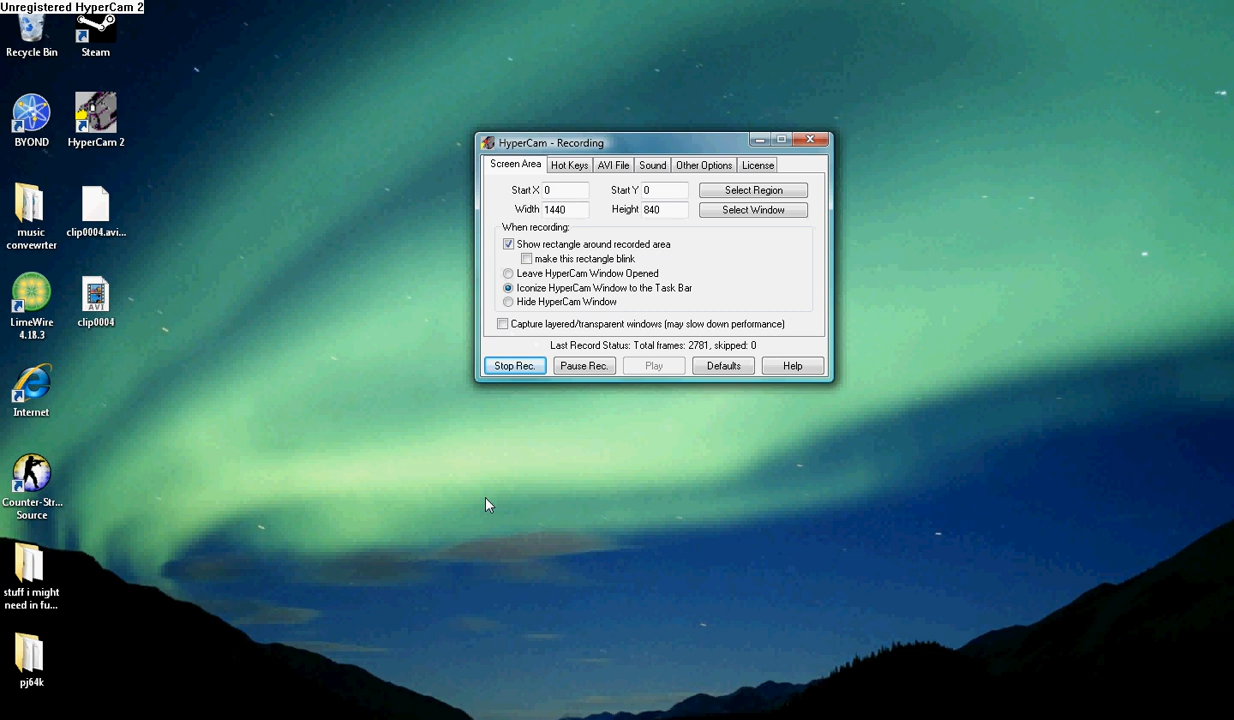 Unregistered HyperCam 2
Recycle Bin
Steam
BYOND
HyperCam 2
music
convewrter
clip0004.avi...
LimeWire
4.18.3
AVI
clip0004
Internet
Counter-Str...
Source
stuff i might
need in fu...
pj64k
HyperCam - Recording
Screen Area Hot Keys AVI File Sound Other Options License
Start X 0 Start Y 0 Select Region
Width 1440 Height 840 Select Window
When recording:
Show rectangle around recorded area
make this rectangle blink
Leave HyperCam Window Opened
Iconize HyperCam Window to the Task Bar
Hide HyperCam Window
Capture layered/transparent windows (may slow down performance)
Last Record Status: Total frames: 2781, skipped: 0
Stop Rec. Pause Rec. Play Defaults Help